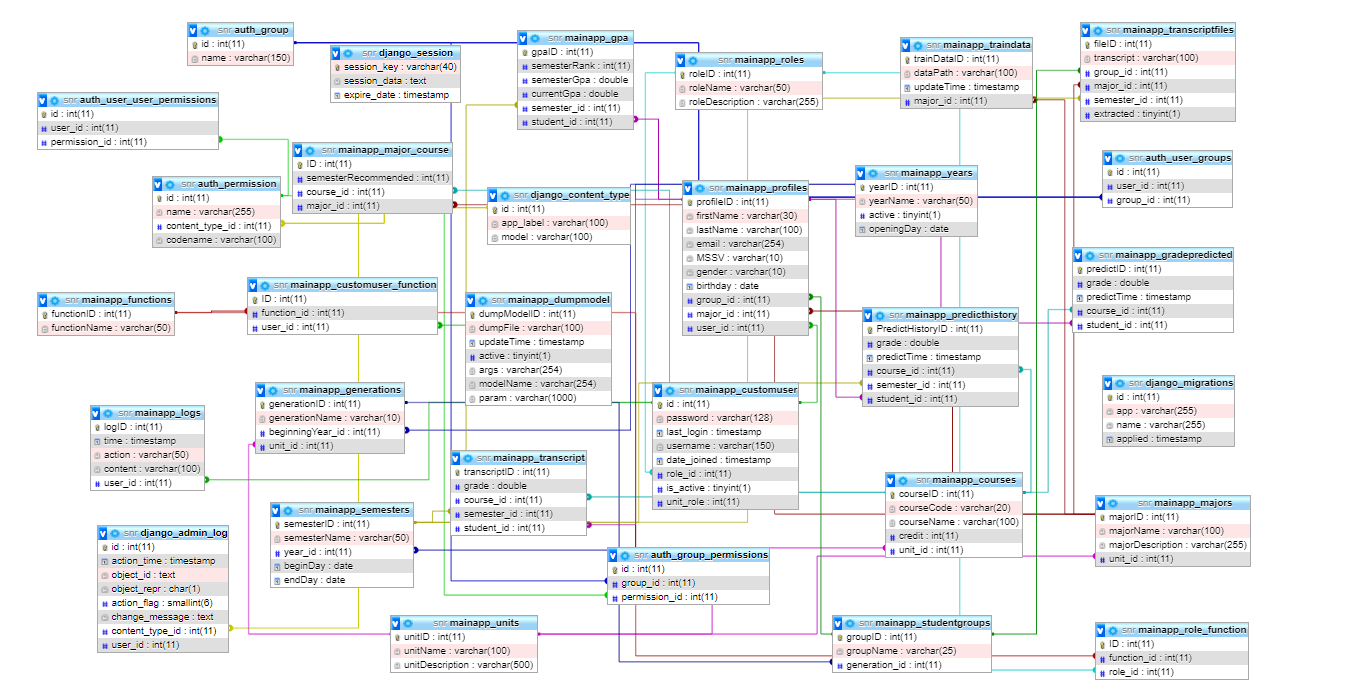 snr auth_group
id : int(11)
name : varchar(150)
snr django_session
session_key : varchar(40)
session_data : text
expire_date : timestamp
snr mainapp_gpa
gpaID : int(11)
semesterRank : int(11)
semesterGpa : double
currentGpa : double
semester_id : int(11)
student_id : int(11)
snr mainapp_roles
roleID : int(11)
roleName : varchar(50)
roleDescription : varchar(255)
snr mainapp_traindata
trainDataID : int(11)
dataPath : varchar(100)
updateTime : timestamp
major_id : int(11)
snr mainapp_transcriptfiles
fileID : int(11)
transcript : varchar(100)
group_id : int(11)
major_id : int(11)
semester_id : int(11)
extracted : tinyint(1)
snr auth_user_user_permissions
id : int(11)
user_id : int(11)
permission_id : int(11)
snr mainapp_major_course
ID : int(11)
semesterRecommended : int(11)
course_id : int(11)
major_id : int(11)
snr auth_permission
id : int(11)
name : varchar(255)
content_type_id : int(11)
codename : varchar(100)
snr django_content_type
id : int(11)
app_label : varchar(100)
model : varchar(100)
snr mainapp_profiles
profileID : int(11)
firstName : varchar(30)
lastName : varchar(100)
email : varchar(254)
MSSV : varchar(10)
gender : varchar(10)
birthday : date
group_id : int(11)
major_id : int(11)
user_id : int(11)
snr mainapp_years
yearID : int(11)
yearName : varchar(50)
active : tinyint(1)
openingDay : date
snr auth_user_groups
id : int(11)
user_id : int(11)
group_id : int(11)
snr mainapp_gradepredicted
predictID : int(11)
grade : double
predictTime : timestamp
course_id : int(11)
student_id : int(11)
snr mainapp_functions
functionID : int(11)
functionName : varchar(50)
snr mainapp_customuser_function
ID : int(11)
function_id : int(11)
user_id : int(11)
snr mainapp_dumpmodel
dumpModelID : int(11)
dumpFile : varchar(100)
updateTime : timestamp
active : tinyint(1)
args : varchar(254)
modelName : varchar(254)
param : varchar(1000)
snr mainapp_predicthistory
PredictHistoryID : int(11)
grade : double
predictTime : timestamp
course_id : int(11)
semester_id : int(11)
student_id : int(11)
snr mainapp_generations
generationID : int(11)
generationName : varchar(10)
beginningYear_id : int(11)
unit_id : int(11)
snr mainapp_customuser
id : int(11)
password : varchar(128)
last_login : timestamp
username : varchar(150)
date_joined : timestamp
role_id : int(11)
is_active : tinyint(1)
unit_role : int(11)
snr django_migrations
id : int(11)
app : varchar(255)
name : varchar(255)
applied : timestamp
snr mainapp_logs
logID : int(11)
time : timestamp
action : varchar(50)
content : varchar(100)
user_id : int(11)
snr mainapp_transcript
transcriptID : int(11)
grade : double
course_id : int(11)
semester_id : int(11)
student_id : int(11)
snr mainapp_courses
courseID : int(11)
courseCode : varchar(20)
courseName : varchar(100)
credit : int(11)
unit_id : int(11)
snr mainapp_majors
majorID : int(11)
majorName : varchar(100)
majorDescription : varchar(255)
unit_id : int(11)
snr mainapp_semesters
semesterID : int(11)
semesterName : varchar(50)
year_id : int(11)
beginDay : date
endDay : date
snr django_admin_log
id : int(11)
action_time : timestamp
object_id : text
object_repr : char(1)
action_flag : smallint(6)
change_message : text
content_type_id : int(11)
user_id : int(11)
snr auth_group_permissions
id : int(11)
group_id : int(11)
permission_id : int(11)
snr mainapp_units
unitID : int(11)
unitName : varchar(100)
unitDescription : varchar(500)
snr mainapp_studentgroups
groupID : int(11)
groupName : varchar(25)
generation_id : int(11)
snr mainapp_role_function
ID : int(11)
function_id : int(11)
role_id : int(11)